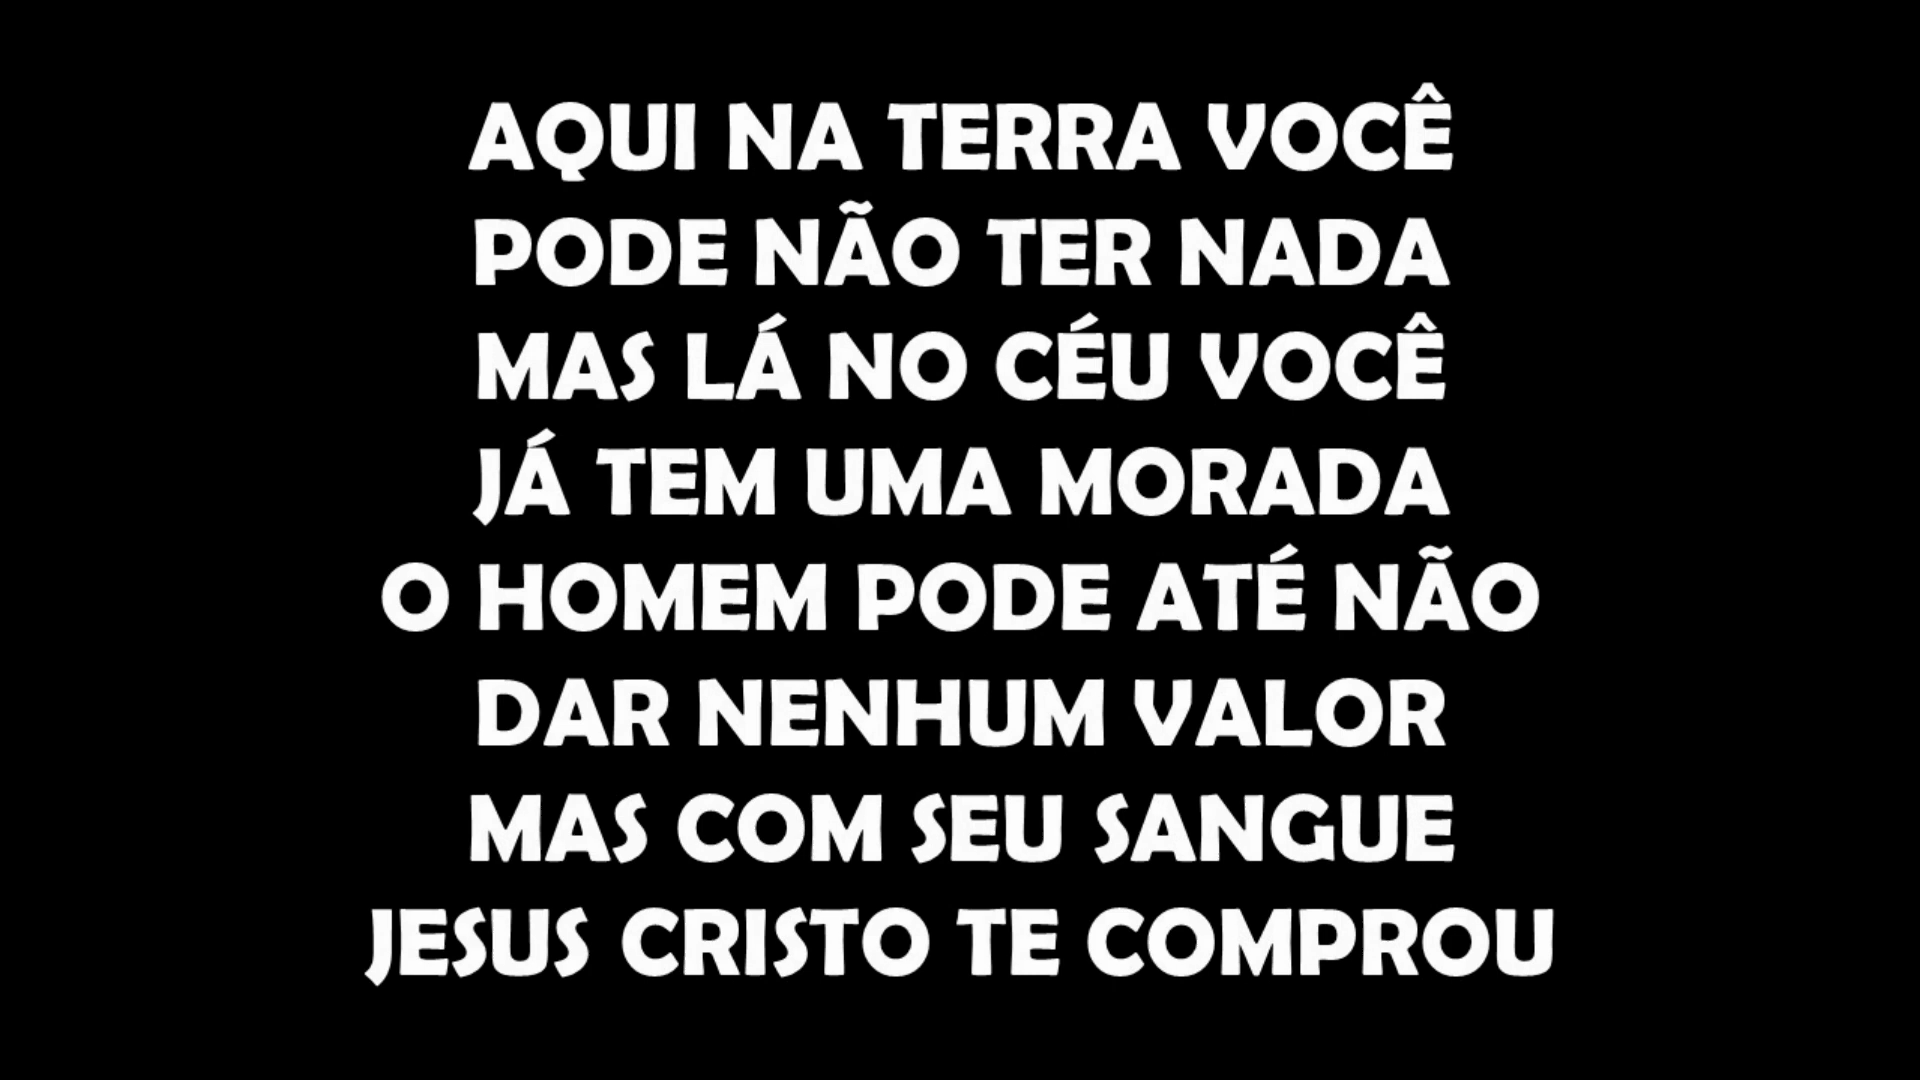 AQUI NA TERRA VOCÊ
PODE NÃO TER NADA
MAS LÁ NO CÉU VOCÊ
JÁ TEM UMA MORADA
O HOMEM PODE ATÉ NÃO
DAR NENHUM VALOR
MAS COM SEU SANGUE
JESUS CRISTO TE COMPROU